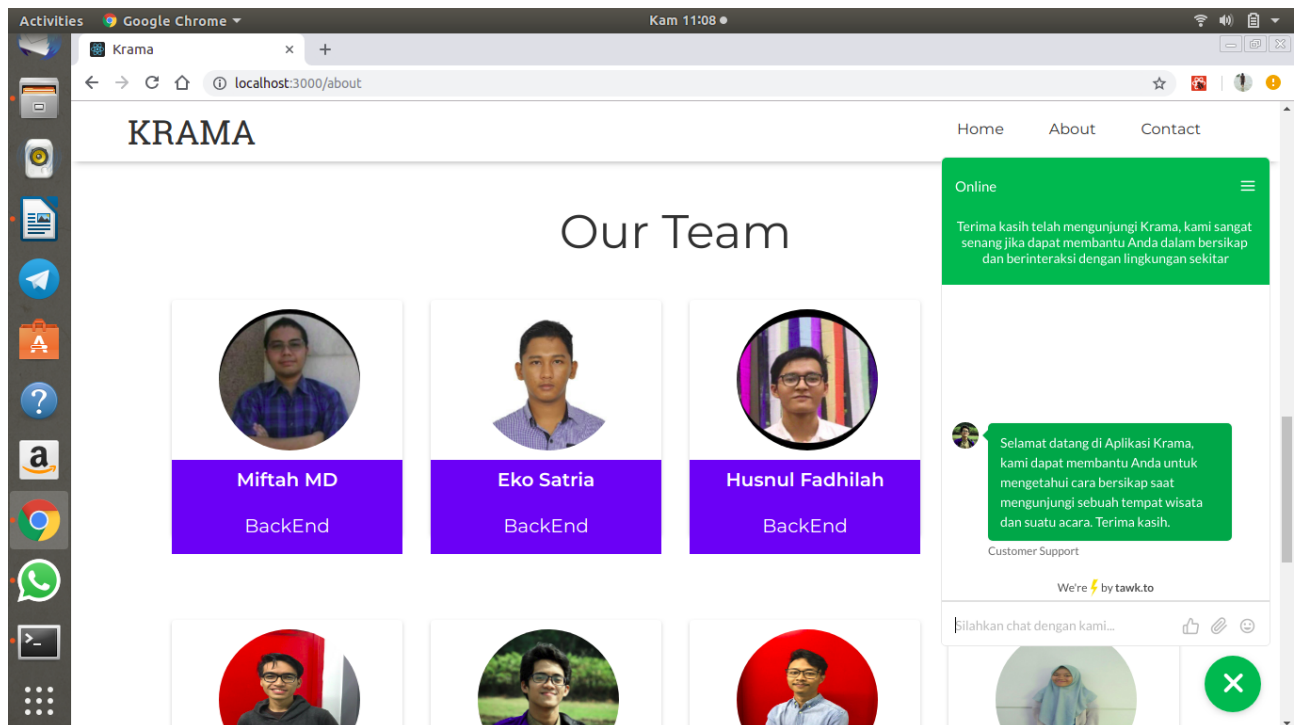 Activities Google Chrome Kam 11:08
Krama
localhost:3000/about
KRAMA
Home About Contact
Our Team
Miftah MD
BackEnd
Eko Satria
BackEnd
Husnul Fadhilah
BackEnd
Online
Terima kasih telah mengunjungi Krama, kami sangat
senang jika dapat membantu Anda dalam bersikap
dan berinteraksi dengan lingkungan sekitar
Selamat datang di Aplikasi Krama,
kami dapat membantu Anda untuk
mengetahui cara bersikap saat
mengunjungi sebuah tempat wisata
dan suatu acara. Terima kasih.
Customer Support
We're by tawk.to
Silahkan chat dengan kami...